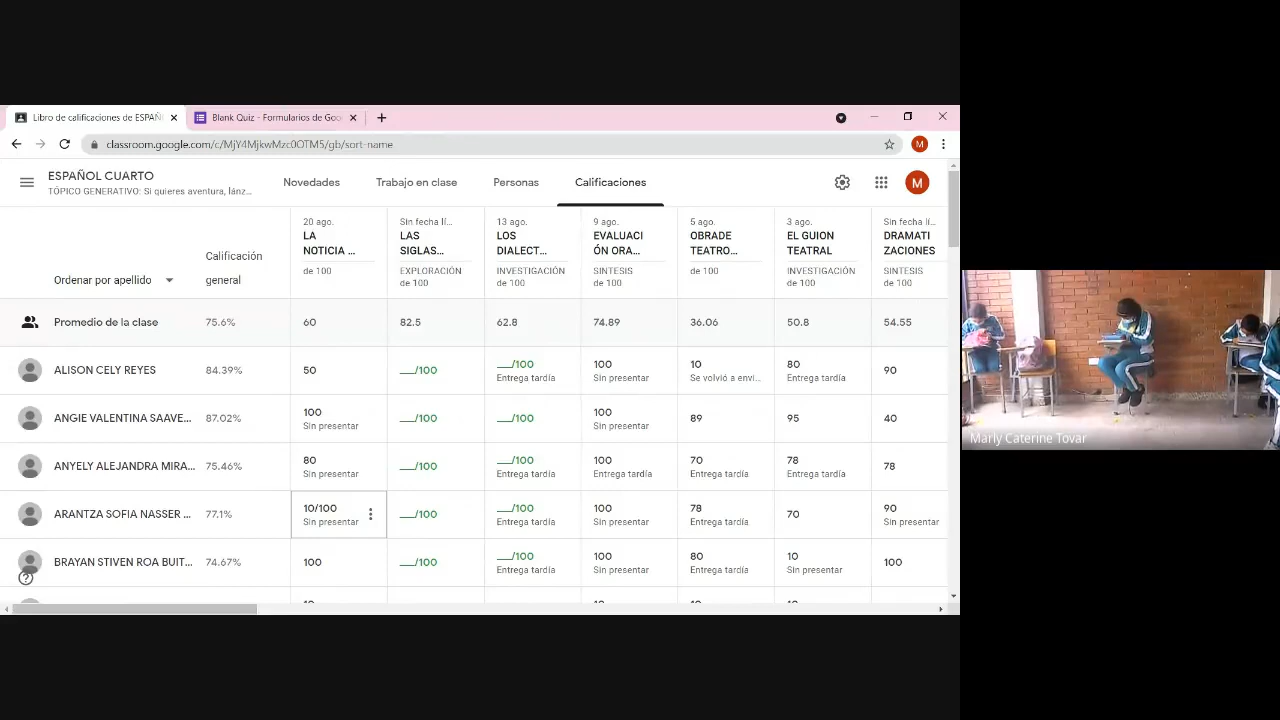 Libro de calificaciones de ESPAÑ
Blank Quiz - Formularios de Goo
classroom.google.com/c/MjY4MjkwMzc0OTM5/gb/sort-name
M
ESPAÑOL CUARTO
TÓPICO GENERATIVO: Si quieres aventura, lánz...
Novedades
Trabajo en clase
Personas
Calificaciones
M
Ordenar por apellido
Calificación general
20 ago. LA NOTICIA ... de 100
Sin fecha lí... LAS SIGLAS... EXPLORACIÓN de 100
13 ago. LOS DIALECT... INVESTIGACIÓN de 100
9 ago. EVALUACI ÓN ORA... SINTESIS de 100
5 ago. OBRADE TEATRO... de 100
3 ago. EL GUION TEATRAL INVESTIGACIÓN de 100
Sin fecha lí... DRAMATI ZACIONES SINTESIS de 100
Promedio de la clase 75.6% 60 82.5 62.8 74.89 36.06 50.8 54.55
ALISON CELY REYES 84.39% 50 __/100 __/100 Entrega tardía 100 Sin presentar 10 Se volvió a envi... 80 Entrega tardía 90
ANGIE VALENTINA SAAVE... 87.02% 100 Sin presentar __/100 __/100 100 Sin presentar 89 95 40
ANYELY ALEJANDRA MIRA... 75.46% 80 Sin presentar __/100 __/100 Entrega tardía 100 Entrega tardía 70 Entrega tardía 78 Entrega tardía 78
ARANTZA SOFIA NASSER ... 77.1% 10/100 Sin presentar __/100 __/100 Entrega tardía 100 Sin presentar 78 Entrega tardía 70 90 Sin presentar
BRAYAN STIVEN ROA BUIT... 74.67% 100 __/100 __/100 Entrega tardía 100 Sin presentar 80 Entrega tardía 10 Sin presentar 100
Marly Caterine Tovar